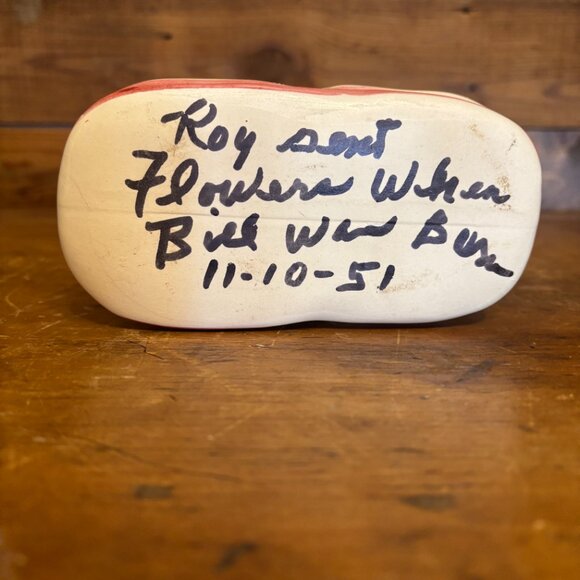 Roy sent
Flowers When
Bill Was Born
11-10-51